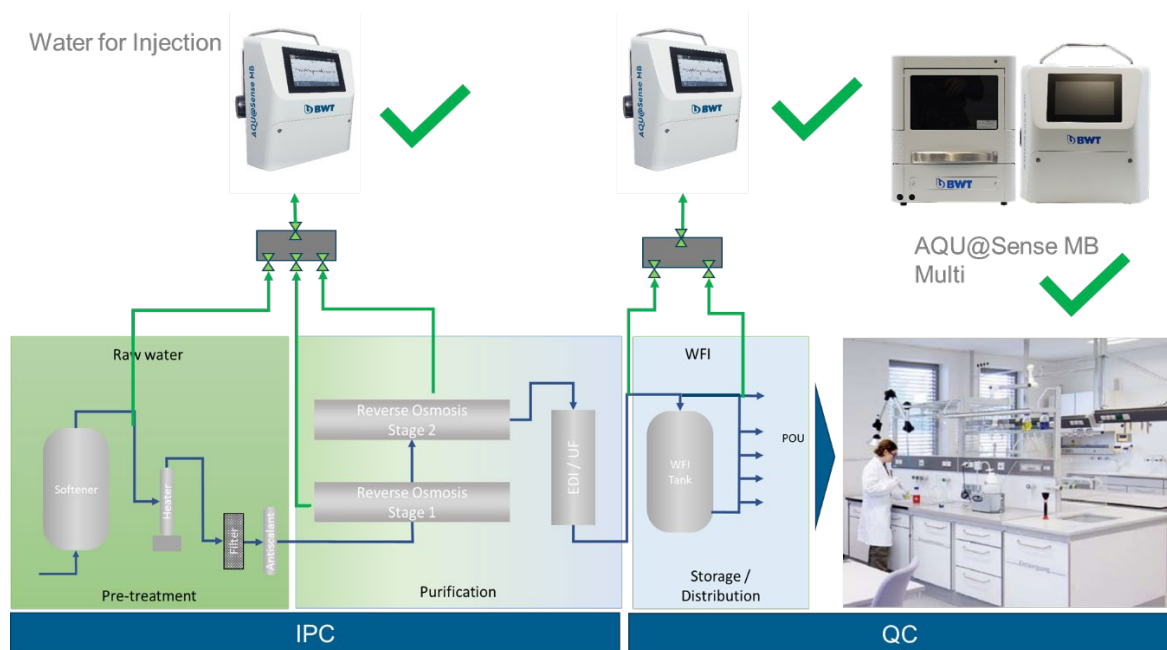 Water for Injection
AQU@Sense MB
BWT
AQU@Sense MB
BWT
BWT
BWT
AQU@Sense MB
Multi
Raw water
Softener
Heater
Filter
Antiscalant
Pre-treatment
Reverse Osmosis
Stage 2
Reverse Osmosis
Stage 1
EDI / UF
Purification
WFI
WFI
Tank
POU
Storage /
Distribution
IPC
QC